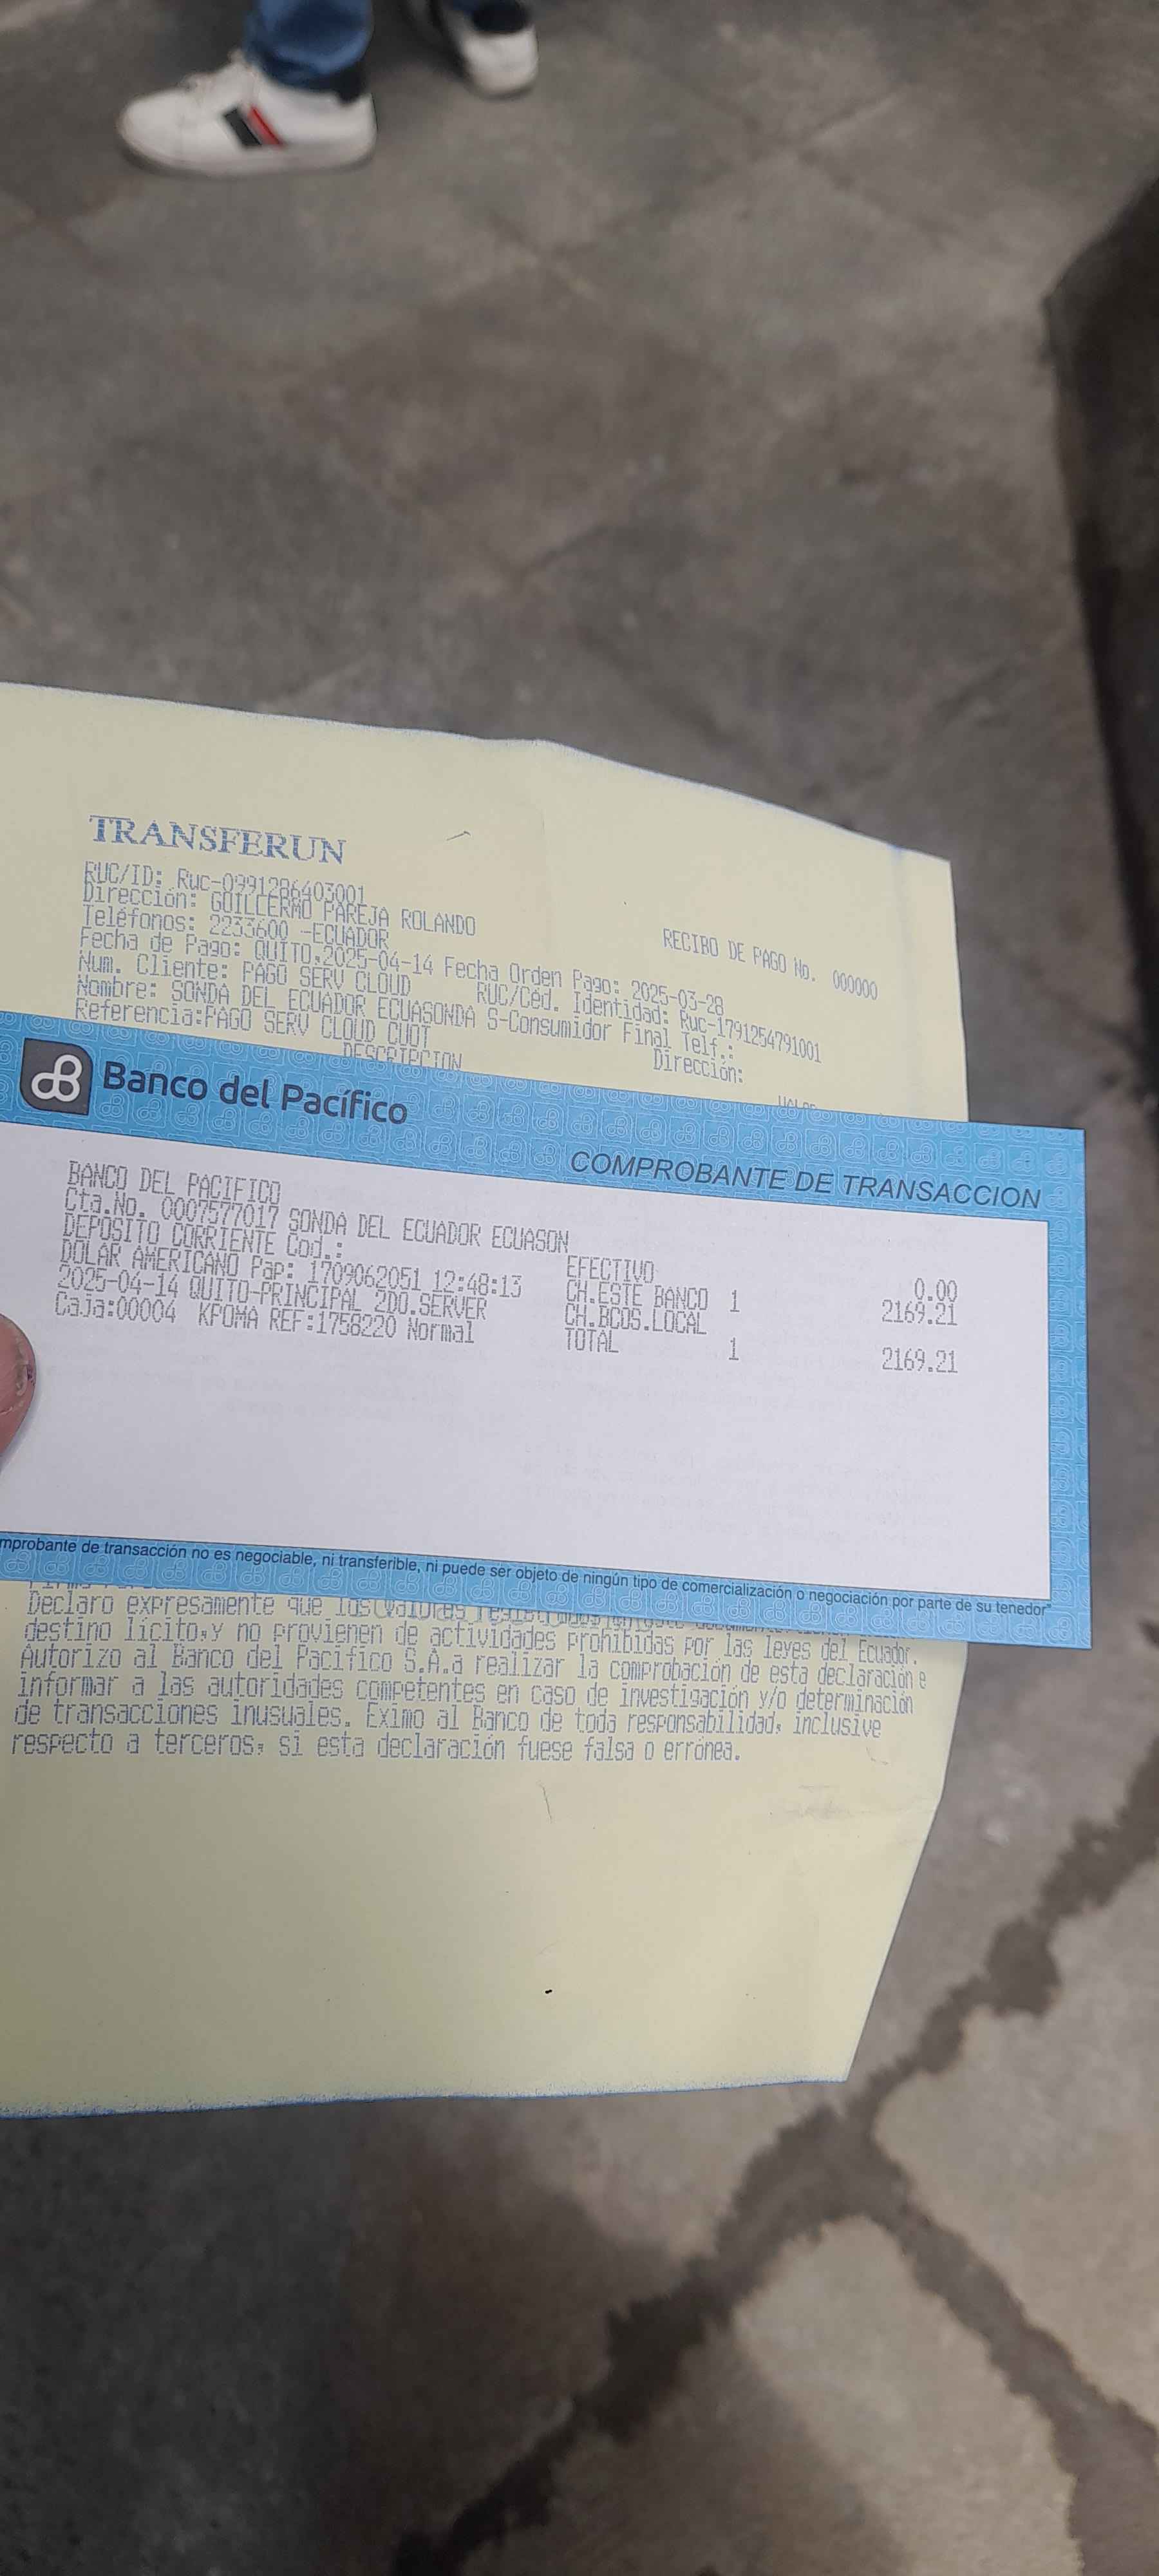 TRANSFERUN
RUC/ID: Ruc-0991286403001
Dirección: GUILLERMO PAREJA ROLANDO
Teléfonos: 2233600 -ECUADOR
RECIBO DE PAGO No. 000000
Fecha de Pago: QUITO,2025-04-14 Fecha Orden Pago: 2025-03-28
Num. Cliente: PAGO SERV CLOUD RUC/Céd. Identidad: Ruc-1791254791001
Nombre: SONDA DEL ECUADOR ECUASONDA S-Consumidor Final Telf.:
Referencia:PAGO SERV CLOUD CUOT Dirección:
DESCRIPCION
Banco del Pacífico
COMPROBANTE DE TRANSACCION
BANCO DEL PACIFICO
Cta.No. 0007577017 SONDA DEL ECUADOR ECUASON
DEPOSITO CORRIENTE Cod.: EFECTIVO 0.00
DOLAR AMERICANO Pap: 1709062051 12:48:13 CH.ESTE BANCO 1 2169.21
2025-04-14 QUITO-PRINCIPAL 2DO.SERVER CH.BCOS.LOCAL
Caja:00004 KPOMA REF:1758220 Normal TOTAL 1 2169.21
mprobante de transacción no es negociable, ni transferible, ni puede ser objeto de ningún tipo de comercialización o negociación por parte de su tenedor"
Declaro expresamente que los valores
destino lícito,y no provienen de actividades prohibidas por las leyes del Ecuador.
Autorizo al Banco del Pacífico S.A.a realizar la comprobación de esta declaración e
informar a las autoridades competentes en caso de investigación y/o determinación
de transacciones inusuales. Eximo al Banco de toda responsabilidad, inclusive
respecto a terceros, si esta declaración fuese falsa o errónea.